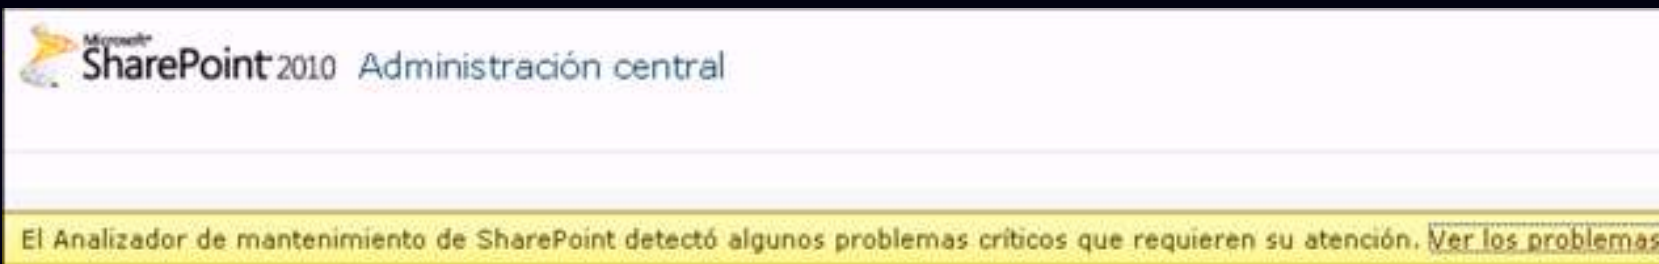 Microsoft®
SharePoint 2010 Administración central
El Analizador de mantenimiento de SharePoint detectó algunos problemas críticos que requieren su atención. Ver los problemas